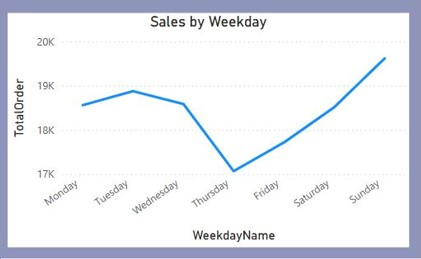 Sales by Weekday
20K
19K
18K
17K
TotalOrder
Monday
Tuesday
Wednesday
Thursday
Friday
Saturday
Sunday
WeekdayName